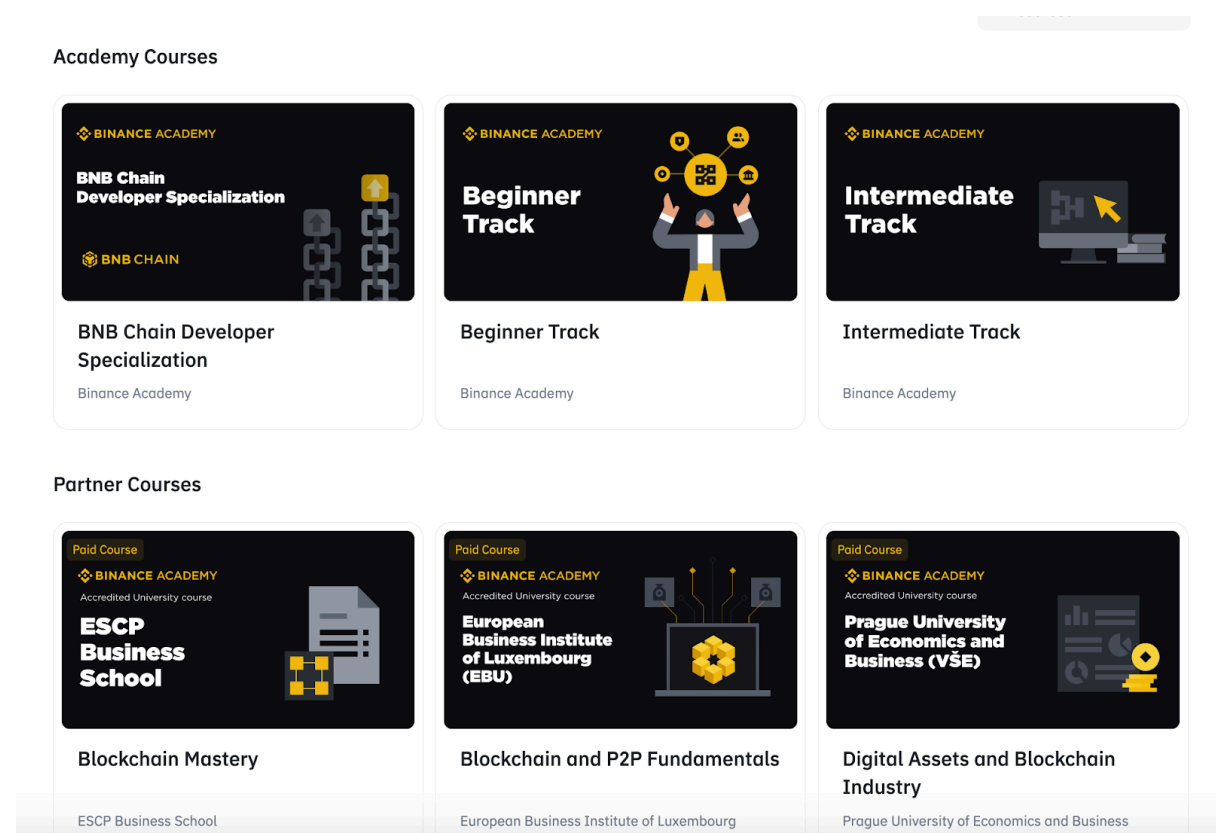 Academy Courses
BINANCE ACADEMY
BNB Chain
Developer Specialization
BNB CHAIN
BNB Chain Developer
Specialization
Binance Academy
BINANCE ACADEMY
Beginner
Track
Beginner Track
Binance Academy
BINANCE ACADEMY
Intermediate
Track
Intermediate Track
Binance Academy
Partner Courses
Paid Course
BINANCE ACADEMY
Accredited University course
ESCP
Business
School
Blockchain Mastery
ESCP Business School
Paid Course
BINANCE ACADEMY
Accredited University course
European
Business Institute
of Luxembourg
(EBU)
Blockchain and P2P Fundamentals
European Business Institute of Luxembourg
Paid Course
BINANCE ACADEMY
Accredited University course
Prague University
of Economics and
Business (VŠE)
Digital Assets and Blockchain
Industry
Prague University of Economics and Business